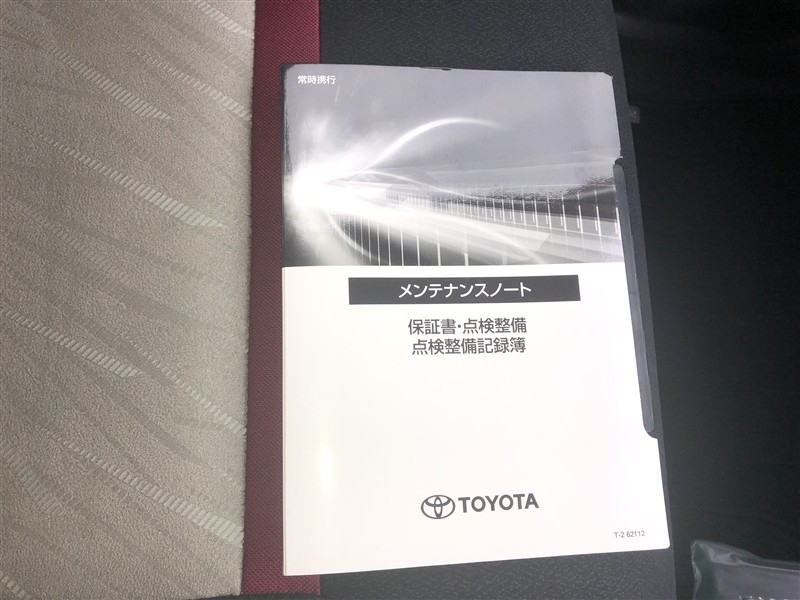 常時携行
メンテナンスノート
保証書・点検整備
点検整備記録簿
TOYOTA
T-2 62112